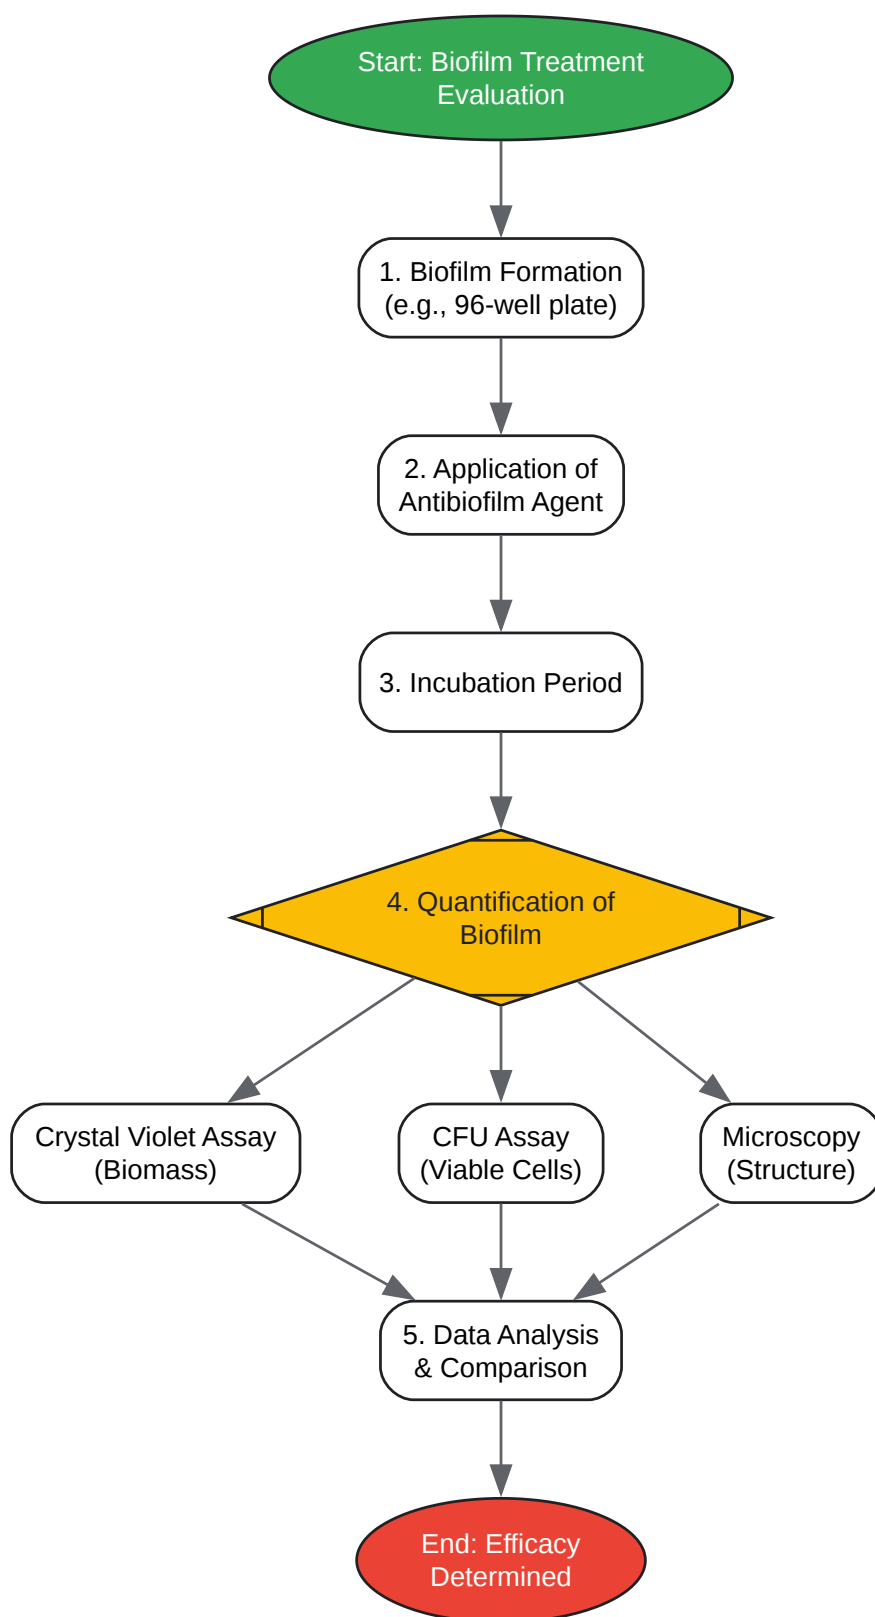 Start: Biofilm Treatment
Evaluation
1. Biofilm Formation
(e.g., 96-well plate)
2. Application of
Antibiofilm Agent
3. Incubation Period
4. Quantification of
Biofilm
Crystal Violet Assay
(Biomass)
CFU Assay
(Viable Cells)
Microscopy
(Structure)
5. Data Analysis
& Comparison
End: Efficacy
Determined